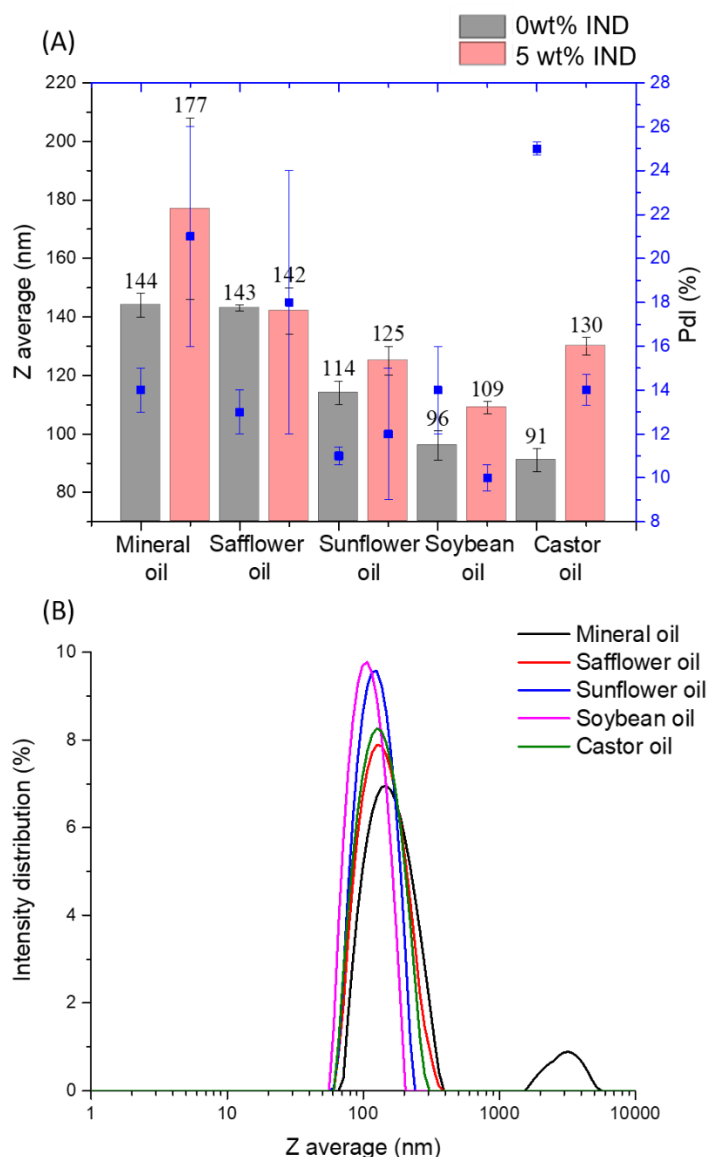 (A)
0wt% IND
5 wt% IND
220
200
180
160
140
120
100
80
Z average (nm)
28
26
24
22
20
18
16
14
12
10
8
PdI (%)
177
144
143
142
114
125
96
109
91
130
Mineral oil
Safflower oil
Sunflower oil
Soybean oil
Castor oil
(B)
Mineral oil
Safflower oil
Sunflower oil
Soybean oil
Castor oil
10
8
6
4
2
0
Intensity distribution (%)
1
10
100
1000
10000
Z average (nm)